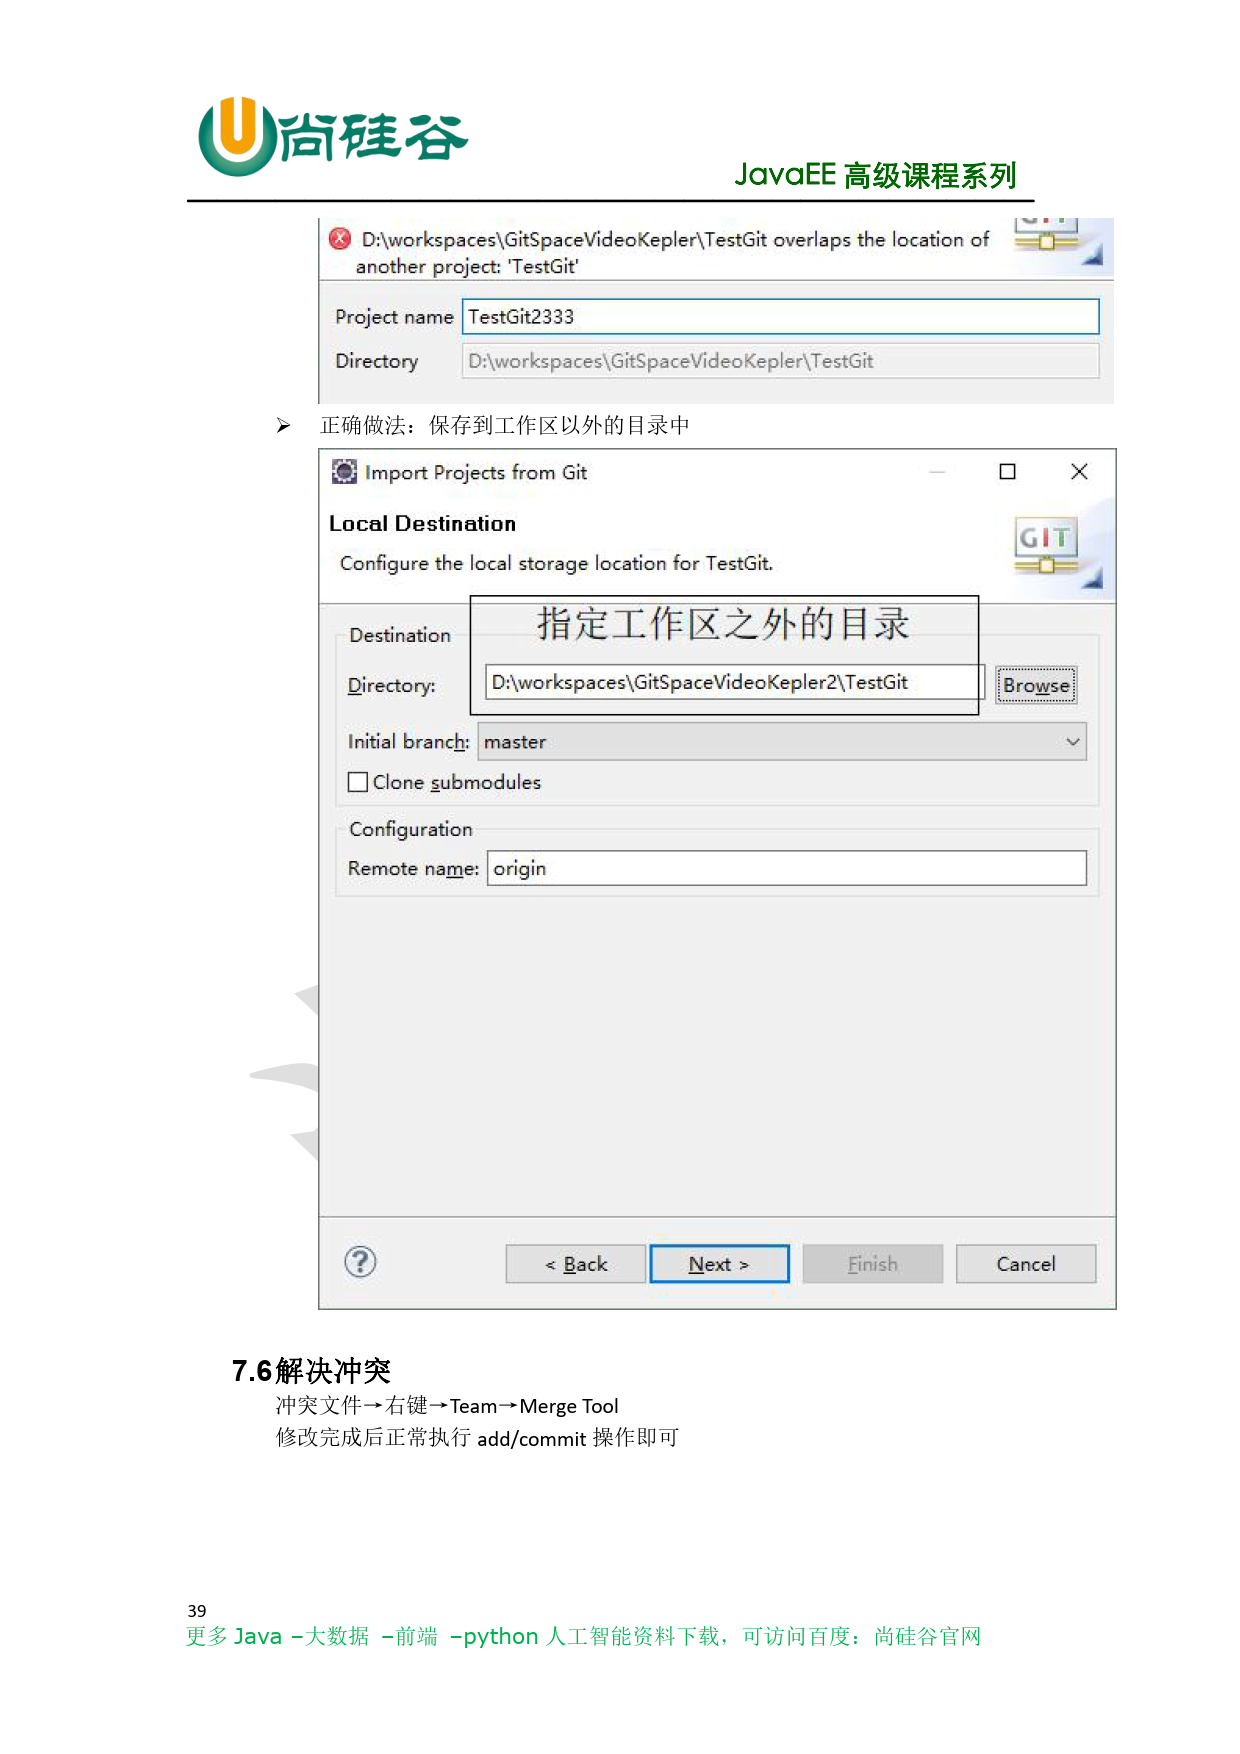 尚硅谷
JavaEE 高级课程系列
D:\workspaces\GitSpaceVideoKepler\TestGit overlaps the location of
another project: 'TestGit'
Project name TestGit2333
Directory D:\workspaces\GitSpaceVideoKepler\TestGit
➢ 正确做法：保存到工作区以外的目录中
Import Projects from Git
Local Destination
Configure the local storage location for TestGit.
GIT
指定工作区之外的目录
Destination
Directory: D:\workspaces\GitSpaceVideoKepler2\TestGit Browse
Initial branch: master
Clone submodules
Configuration
Remote name: origin
< Back Next > Finish Cancel
7.6解决冲突
冲突文件→右键→Team→Merge Tool
修改完成后正常执行 add/commit 操作即可
39
更多 Java –大数据 –前端 –python 人工智能资料下载，可访问百度：尚硅谷官网